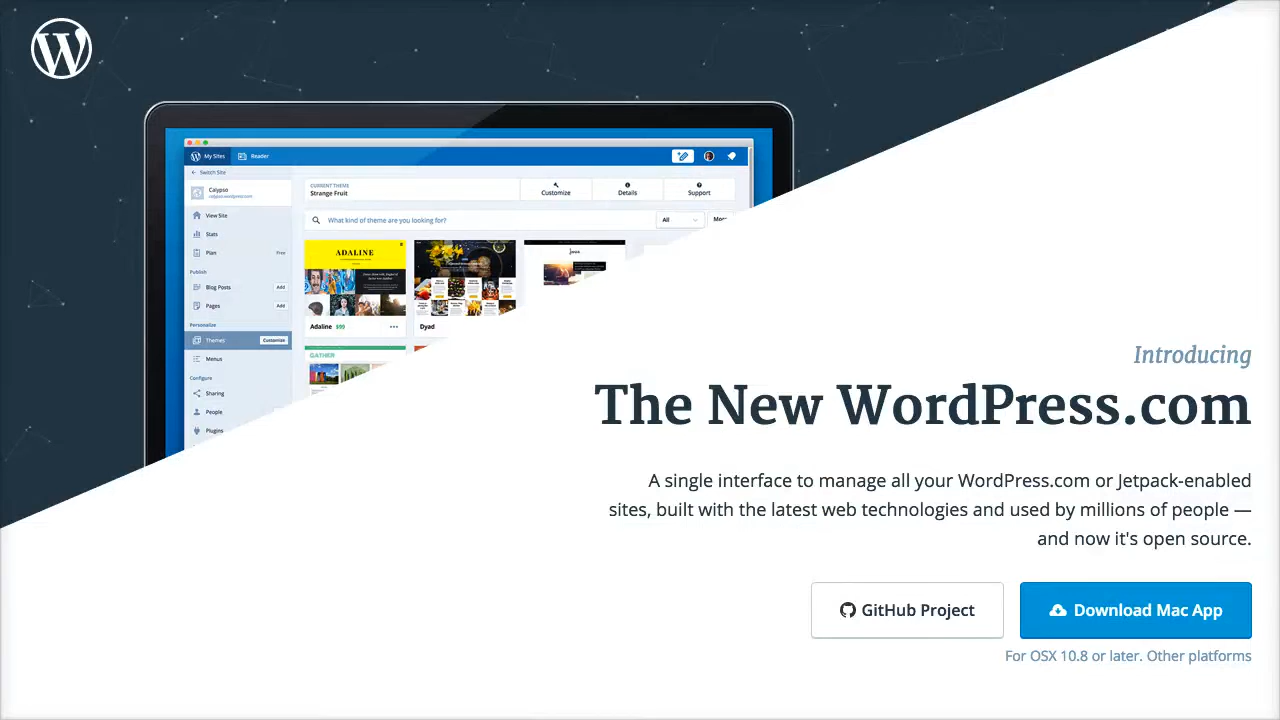 My Sites
Reader
Switch Site
Calypso
CURRENT THEME
Strange Fruit
Customize
Details
Support
View Site
What kind of theme are you looking for?
All
Stats
Plan
Free
ADALINE
Publish
Blog Posts
Add
Pages
Add
Adaline $99
Dyad
Personalize
Themes
Customize
GATHER
Menus
Configure
Sharing
People
Plugins
Introducing
The New WordPress.com
A single interface to manage all your WordPress.com or Jetpack-enabled
sites, built with the latest web technologies and used by millions of people —
and now it's open source.
GitHub Project
Download Mac App
For OSX 10.8 or later. Other platforms